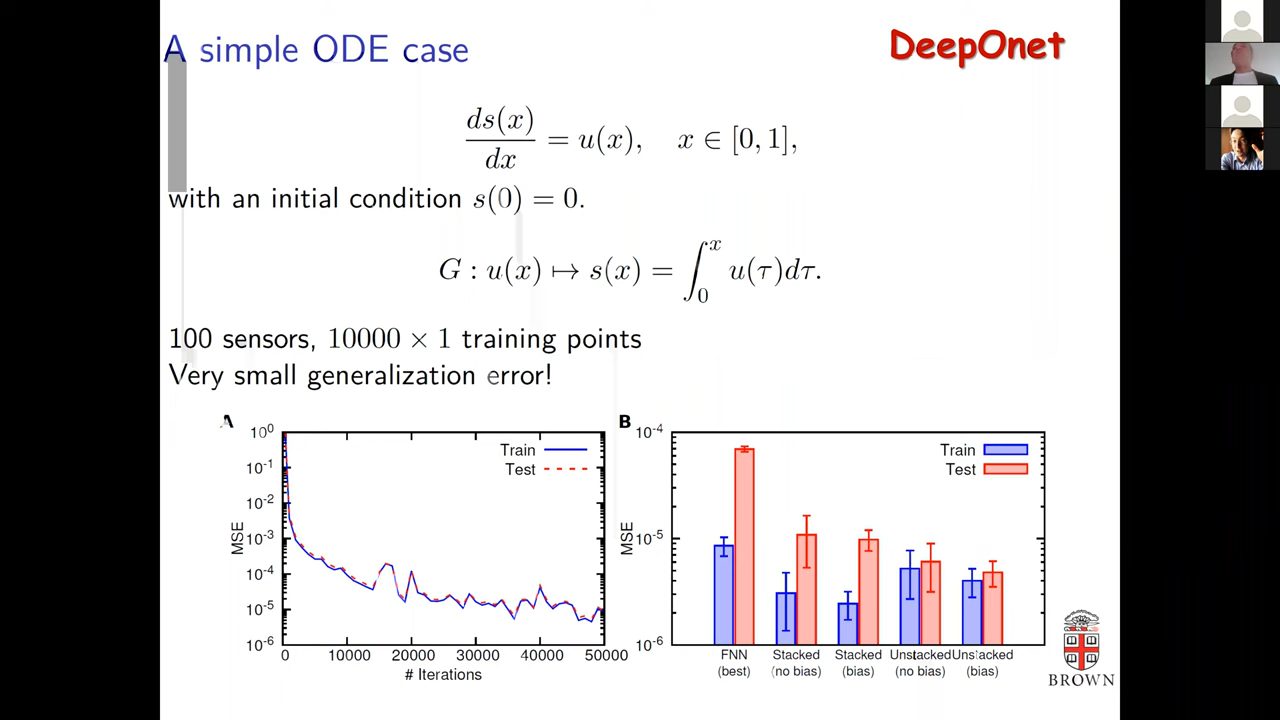 A simple ODE case
DeepOnet
ds(x)/dx = u(x), x ∈ [0, 1],
with an initial condition s(0) = 0.
G : u(x) ↦ s(x) = ∫₀ˣ u(τ)dτ.
100 sensors, 10000 × 1 training points
Very small generalization error!
A
10⁰
10⁻¹
10⁻²
10⁻³
10⁻⁴
10⁻⁵
10⁻⁶
MSE
Train
Test
0 10000 20000 30000 40000 50000
# Iterations
B
10⁻⁴
10⁻⁵
10⁻⁶
MSE
Train
Test
FNN (best)
Stacked (no bias)
Stacked (bias)
Unstacked (no bias)
Unstacked (bias)
BROWN